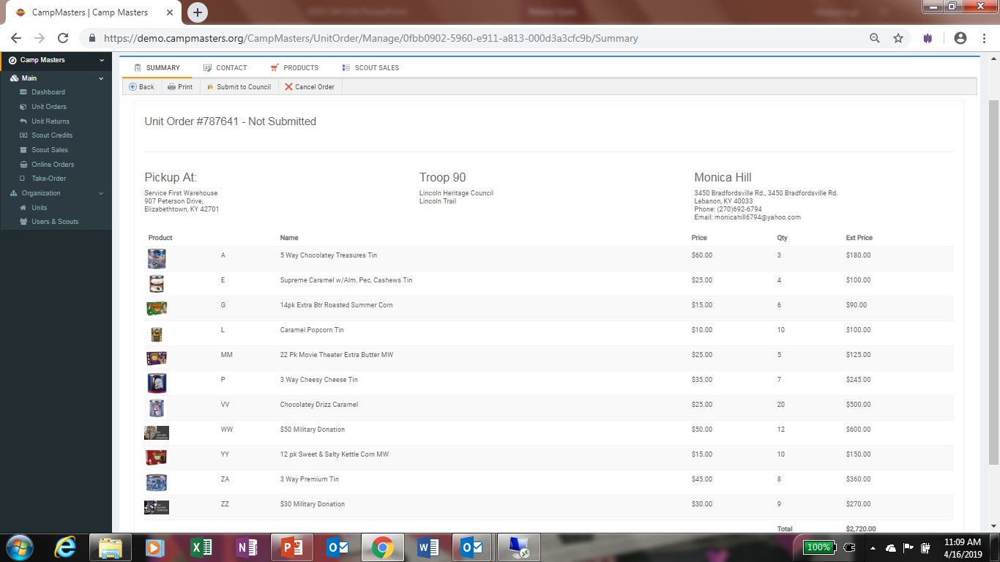 CampMasters | Camp Masters
https://demo.campmasters.org/CampMasters/UnitOrder/Manage/0fbb0902-5960-e911-a813-000d3a3cfc9b/Summary
Camp Masters
Main
Dashboard
Unit Orders
Unit Returns
Scout Credits
Scout Sales
Online Orders
Take-Order
Organization
Units
Users & Scouts
SUMMARY CONTACT PRODUCTS SCOUT SALES
Back Print Submit to Council Cancel Order
Unit Order #787641 - Not Submitted
Pickup At:
Service First Warehouse
907 Peterson Drive,
Elizabethtown, KY 42701
Troop 90
Lincoln Heritage Council
Lincoln Trail
Monica Hill
3450 Bradfordsville Rd., 3450 Bradfordsville Rd.
Lebanon, KY 40033
Phone: (270)692-6794
Email: monicahill6794@yahoo.com
Product Name Price Qty Ext Price
A 5 Way Chocolatey Treasures Tin $60.00 3 $180.00
E Supreme Caramel w/Alm, Pec, Cashews Tin $25.00 4 $100.00
G 14pk Extra Btr Roasted Summer Corn $15.00 6 $90.00
L Caramel Popcorn Tin $10.00 10 $100.00
MM 22 Pk Movie Theater Extra Butter MW $25.00 5 $125.00
P 3 Way Cheesy Cheese Tin $35.00 7 $245.00
VV Chocolatey Drizz Caramel $25.00 20 $500.00
WW $50 Military Donation $50.00 12 $600.00
YY 12 pk Sweet & Salty Kettle Corn MW $15.00 10 $150.00
ZA 3 Way Premium Tin $45.00 8 $360.00
ZZ $30 Military Donation $30.00 9 $270.00
Total $2,720.00
100%
11:09 AM
4/16/2019